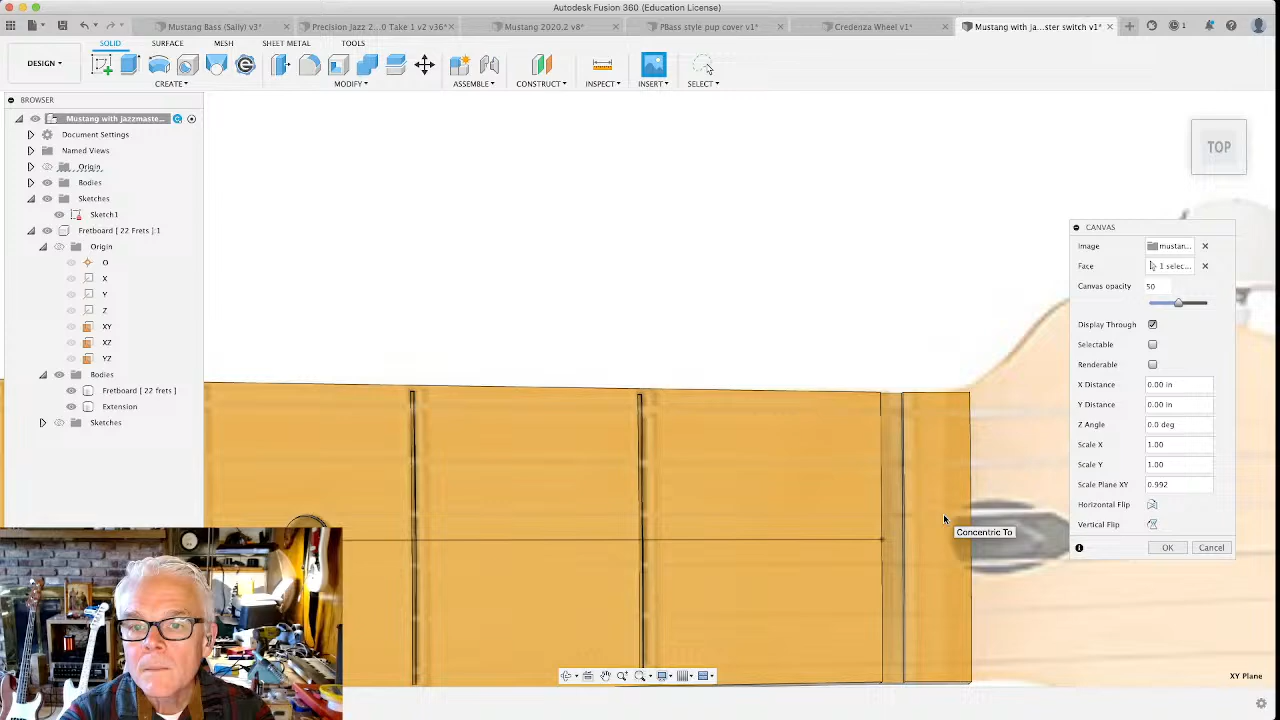 Autodesk Fusion 360 (Education License)
Mustang Bass (Sally) v3*
Precision Jazz 2...0 Take 1 v2 v36*
Mustang 2020.2 v6*
PBass style pup cover v1*
Credenza Wheel v1*
Mustang with ja...ster switch v1*
1
SOLID
SURFACE
MESH
SHEET METAL
TOOLS
DESIGN
CREATE
MODIFY
ASSEMBLE
CONSTRUCT
INSPECT
INSERT
SELECT
BROWSER
Mustang with Jazzmaste...
Document Settings
Named Views
Origin
Bodies
Sketches
Sketch1
Fretboard [ 22 Frets ]:1
Origin
O
X
Y
Z
XY
XZ
YZ
Bodies
Fretboard [ 22 frets ]
Extension
Sketches
TOP
CANVAS
Image
mustan...
Face
1 selec...
Canvas opacity
50
Display Through
Selectable
Renderable
X Distance
0.00 in
Y Distance
0.00 in
Z Angle
0.0 deg
Scale X
1.00
Scale Y
1.00
Scale Plane XY
0.992
Horizontal Flip
Vertical Flip
OK
Cancel
Concentric To
XY Plane